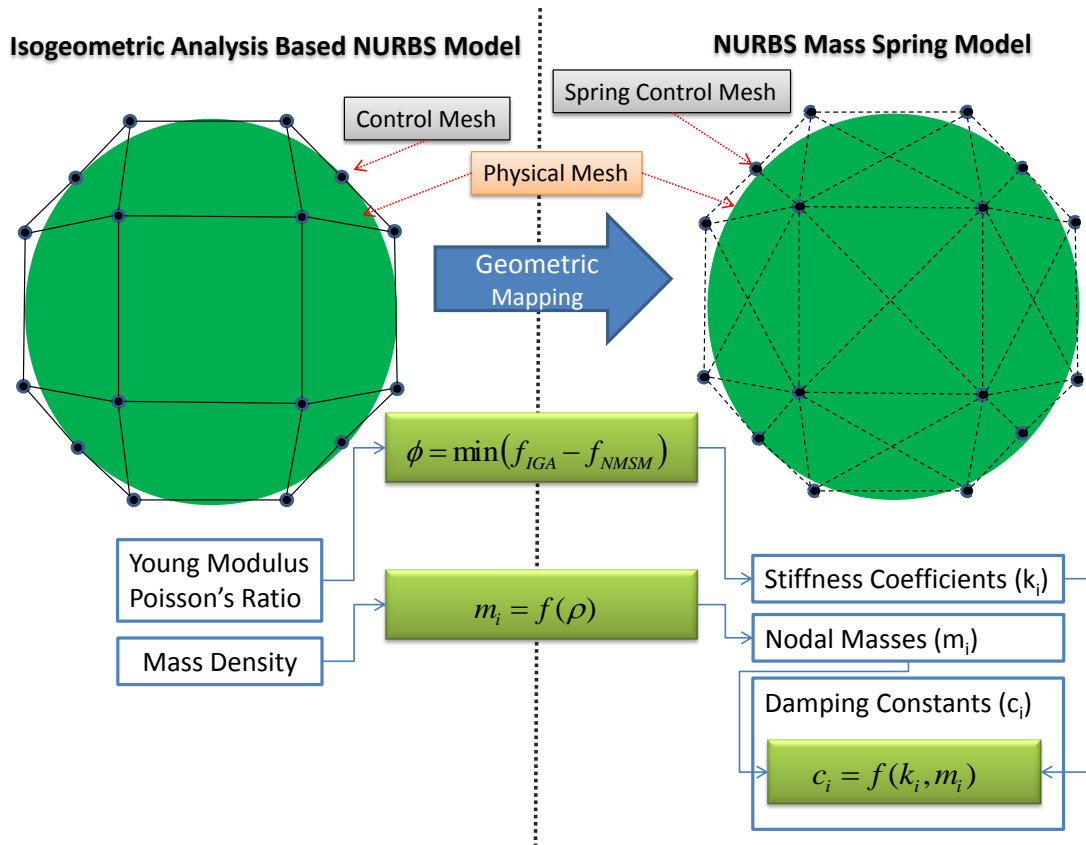 Isogeometric Analysis Based NURBS Model
NURBS Mass Spring Model
Control Mesh
Spring Control Mesh
Physical Mesh
Geometric
Mapping
ϕ = min(f_IGA − f_NMSM)
Young Modulus
Poisson's Ratio
Stiffness Coefficients (k_i)
m_i = f(ρ)
Mass Density
Nodal Masses (m_i)
Damping Constants (c_i)
c_i = f(k_i, m_i)